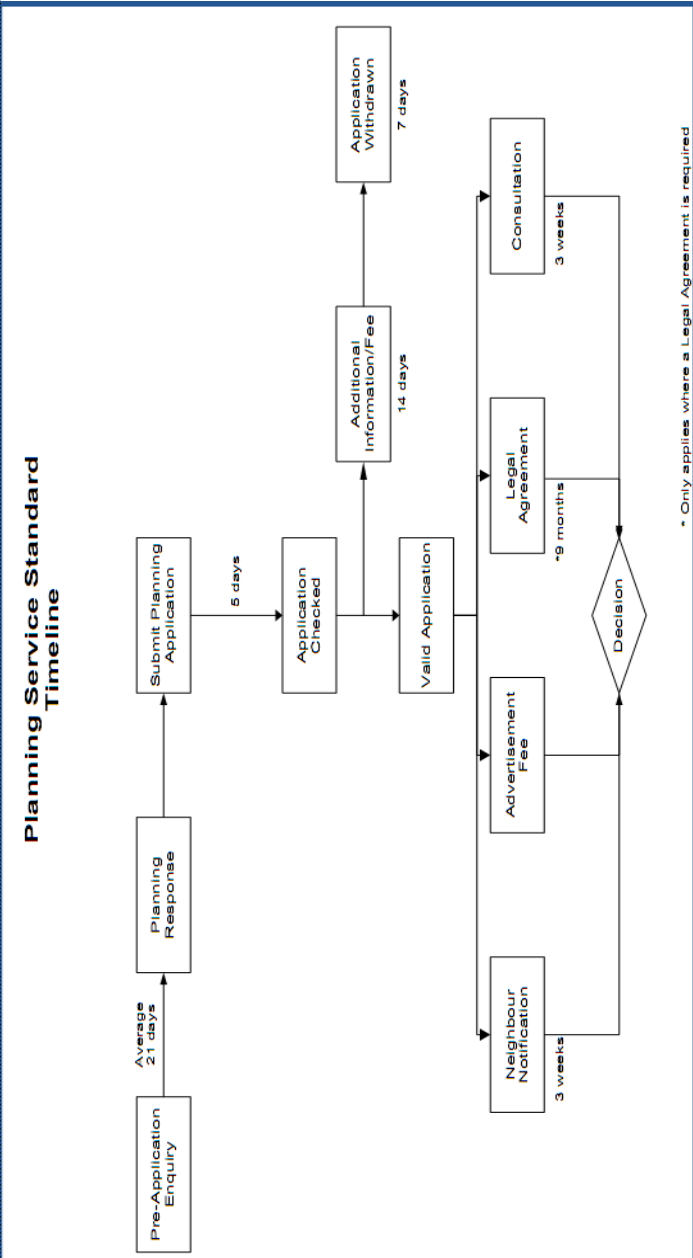 Planning Service Standard
Timeline
Pre-Application
Enquiry
Average
21 days
Planning
Response
Submit Planning
Application
5 days
Application
Checked
Additional
Information/Fee
14 days
Application
Withdrawn
7 days
Valid Application
Neighbour
Notification
3 weeks
Advertisement
Fee
Legal
Agreement
*9 months
Consultation
3 weeks
Decision
* Only applies where a Legal Agreement is required